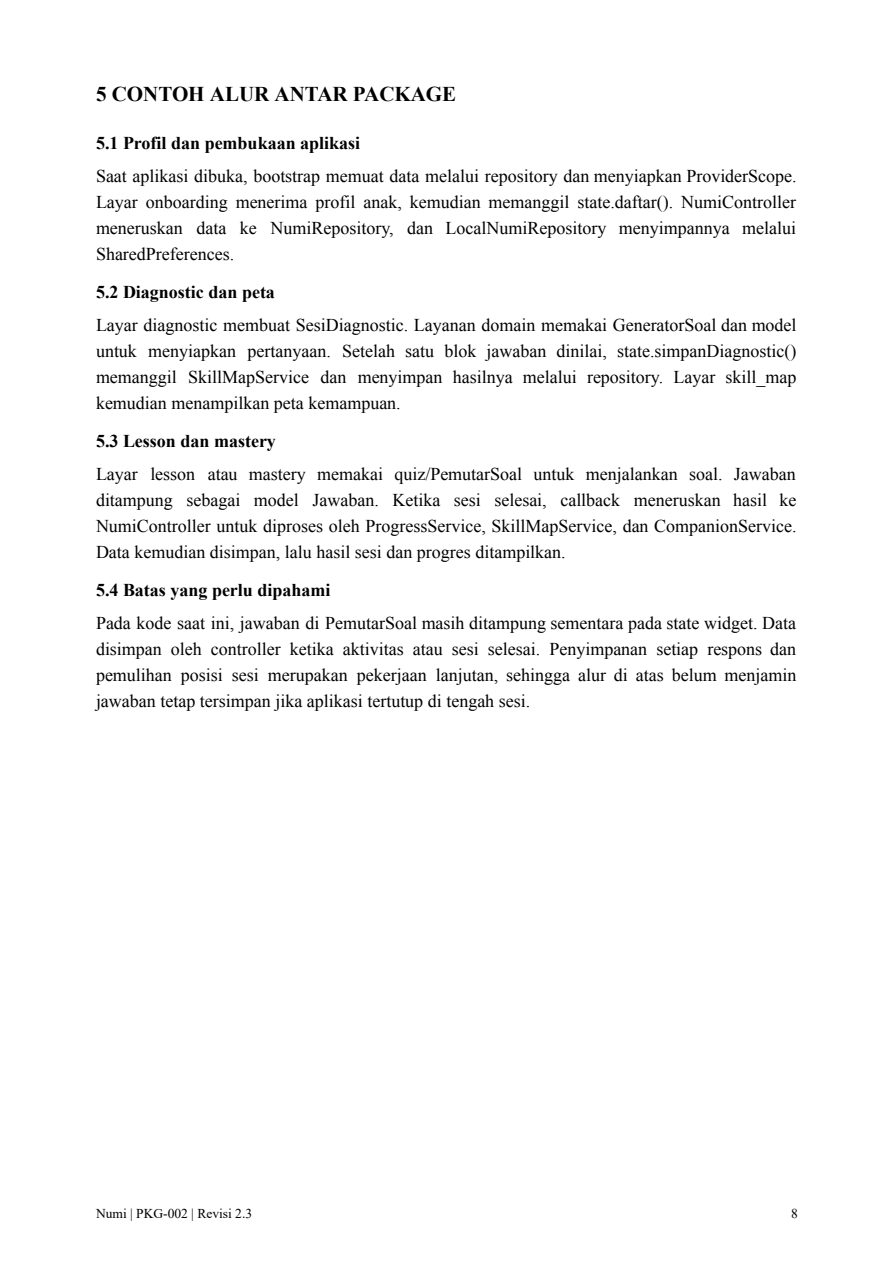 5 CONTOH ALUR ANTAR PACKAGE
5.1 Profil dan pembukaan aplikasi
Saat aplikasi dibuka, bootstrap memuat data melalui repository dan menyiapkan ProviderScope.
Layar onboarding menerima profil anak, kemudian memanggil state.daftar(). NumiController
meneruskan data ke NumiRepository, dan LocalNumiRepository menyimpannya melalui
SharedPreferences.
5.2 Diagnostic dan peta
Layar diagnostic membuat SesiDiagnostic. Layanan domain memakai GeneratorSoal dan model
untuk menyiapkan pertanyaan. Setelah satu blok jawaban dinilai, state.simpanDiagnostic()
memanggil SkillMapService dan menyimpan hasilnya melalui repository. Layar skill_map
kemudian menampilkan peta kemampuan.
5.3 Lesson dan mastery
Layar lesson atau mastery memakai quiz/PemutarSoal untuk menjalankan soal. Jawaban
ditampung sebagai model Jawaban. Ketika sesi selesai, callback meneruskan hasil ke
NumiController untuk diproses oleh ProgressService, SkillMapService, dan CompanionService.
Data kemudian disimpan, lalu hasil sesi dan progres ditampilkan.
5.4 Batas yang perlu dipahami
Pada kode saat ini, jawaban di PemutarSoal masih ditampung sementara pada state widget. Data
disimpan oleh controller ketika aktivitas atau sesi selesai. Penyimpanan setiap respons dan
pemulihan posisi sesi merupakan pekerjaan lanjutan, sehingga alur di atas belum menjamin
jawaban tetap tersimpan jika aplikasi tertutup di tengah sesi.
Numi | PKG-002 | Revisi 2.3 8